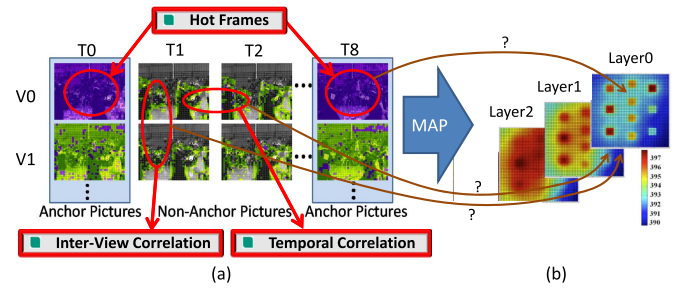 Hot Frames
T0 T1 T2 T8
?
Layer0
Layer1
Layer2
V0
MAP
V1
397
396
395
394
393
392
391
390
?
?
Anchor Pictures Non-Anchor Pictures Anchor Pictures
Inter-View Correlation Temporal Correlation
(a) (b)